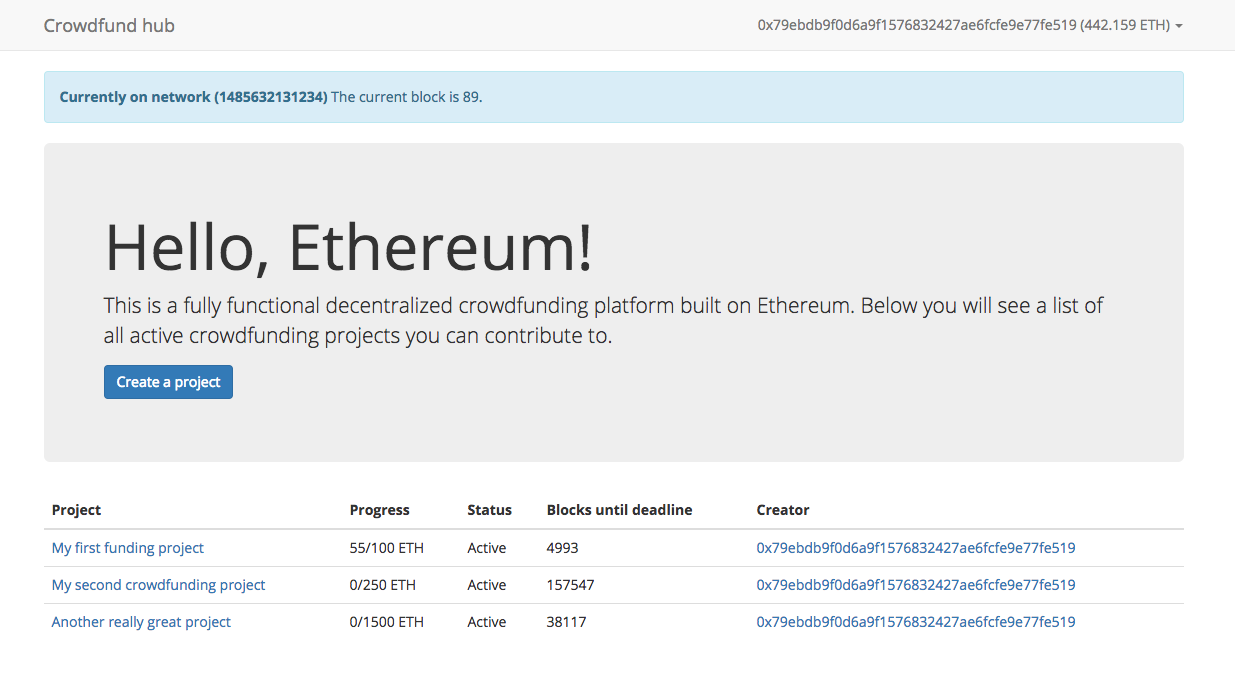 Crowdfund hub 0x79ebdb9f0d6a9f1576832427ae6fcfe9e77fe519 (442.159 ETH)
Currently on network (1485632131234) The current block is 89.
Hello, Ethereum!
This is a fully functional decentralized crowdfunding platform built on Ethereum. Below you will see a list of
all active crowdfunding projects you can contribute to.
Create a project
Project Progress Status Blocks until deadline Creator
My first funding project 55/100 ETH Active 4993 0x79ebdb9f0d6a9f1576832427ae6fcfe9e77fe519
My second crowdfunding project 0/250 ETH Active 157547 0x79ebdb9f0d6a9f1576832427ae6fcfe9e77fe519
Another really great project 0/1500 ETH Active 38117 0x79ebdb9f0d6a9f1576832427ae6fcfe9e77fe519